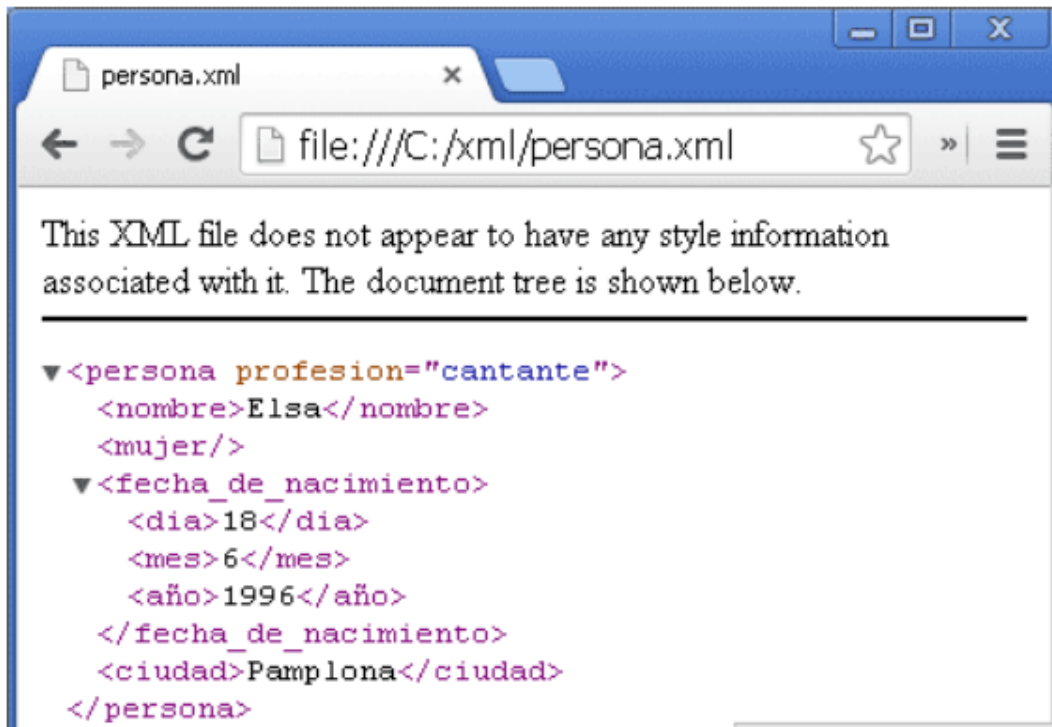 persona.xml
file:///C:/xml/persona.xml
This XML file does not appear to have any style information
associated with it. The document tree is shown below.
<persona profesion="cantante">
<nombre>Elsa</nombre>
<mujer/>
<fecha_de_nacimiento>
<dia>18</dia>
<mes>6</mes>
<año>1996</año>
</fecha_de_nacimiento>
<ciudad>Pamplona</ciudad>
</persona>